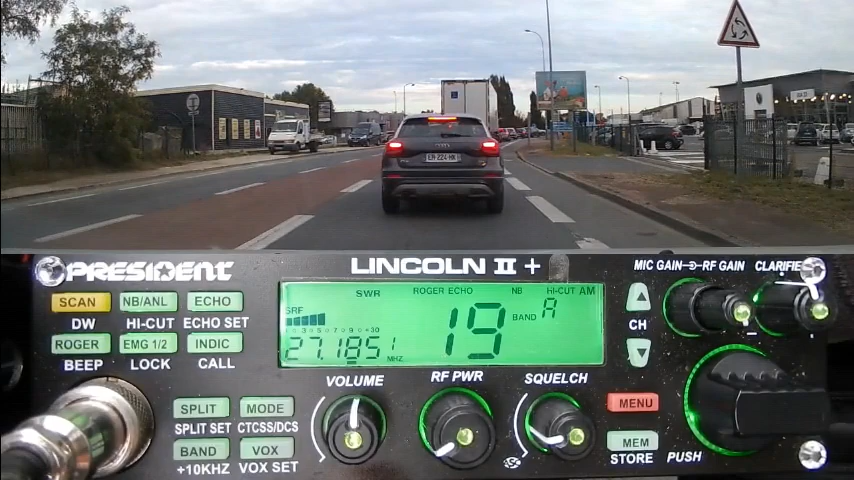 EN-224-HK
PRESIDENT
LINCOLN II +
MIC GAIN RF GAIN CLARIFIER
SCAN NB/ANL ECHO
DW HI-CUT ECHO SET
ROGER EMG 1/2 INDIC
BEEP LOCK CALL
SWR ROGER ECHO NB HI-CUT AM
SRF
19 BAND A
27.185 MHZ
CH
VOLUME RF PWR SQUELCH
SPLIT MODE
SPLIT SET CTCSS/DCS
BAND VOX
+10KHZ VOX SET
ASC
MENU
MEM
STORE PUSH